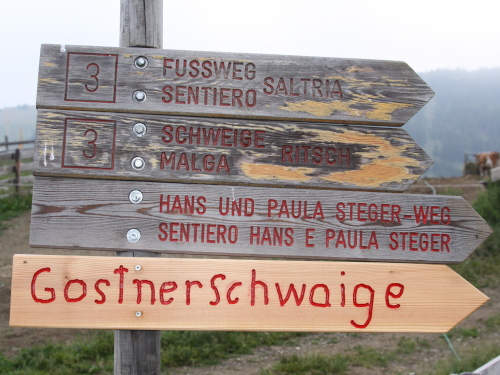 3 FUSSWEG
SENTIERO SALTRIA
3 SCHWEIGE
MALGA RITSCH
HANS UND PAULA STEGER-WEG
SENTIERO HANS E PAULA STEGER
Gostnerschwaige